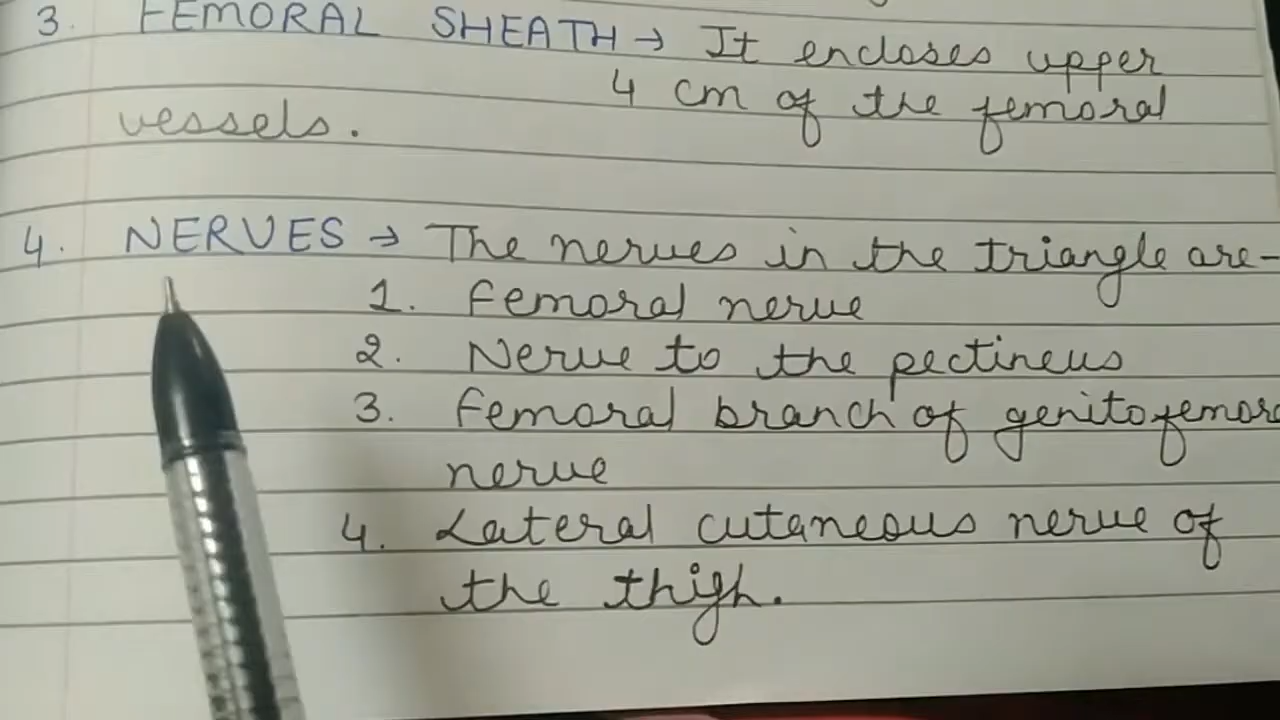 3. FEMORAL SHEATH → It encloses upper
4 cm of the femoral
vessels.
4. NERVES → The nerves in the triangle are-
1. Femoral nerve
2. Nerve to the pectineus
3. Femoral branch of genitofemora
nerve
4. Lateral cutaneous nerve of
the thigh.